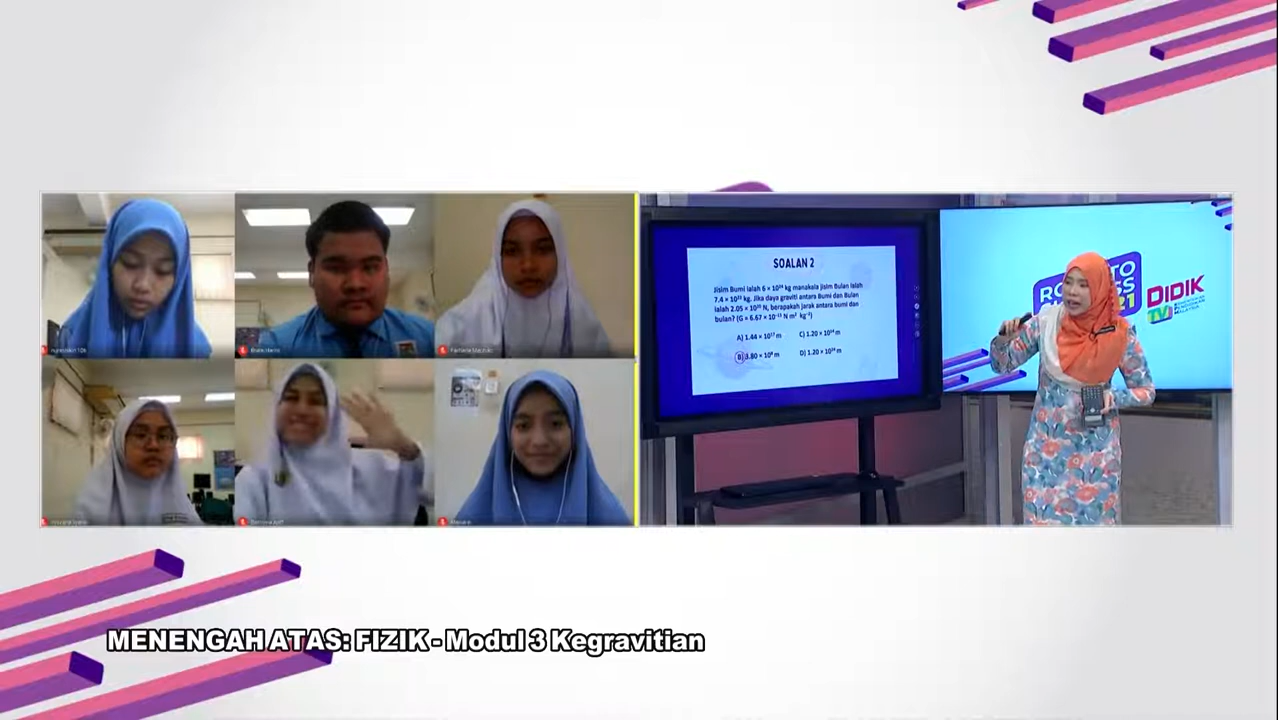 SOALAN 2
Jisim Bumi ialah 6 × 10²⁴ kg manakala jisim Bulan ialah
7.4 × 10²² kg. Jika daya graviti antara Bumi dan Bulan
ialah 2.05 × 10²⁰ N, berapakah jarak antara bumi dan
bulan? (G = 6.67 × 10⁻¹¹ N m² kg⁻²)
A) 1.44 × 10¹⁷ m
C) 1.20 × 10¹⁴ m
B) 3.80 × 10⁸ m
D) 1.20 × 10²⁴ m
DIDIK
TV
MENENGAH ATAS: FIZIK - Modul 3 Kegravitian